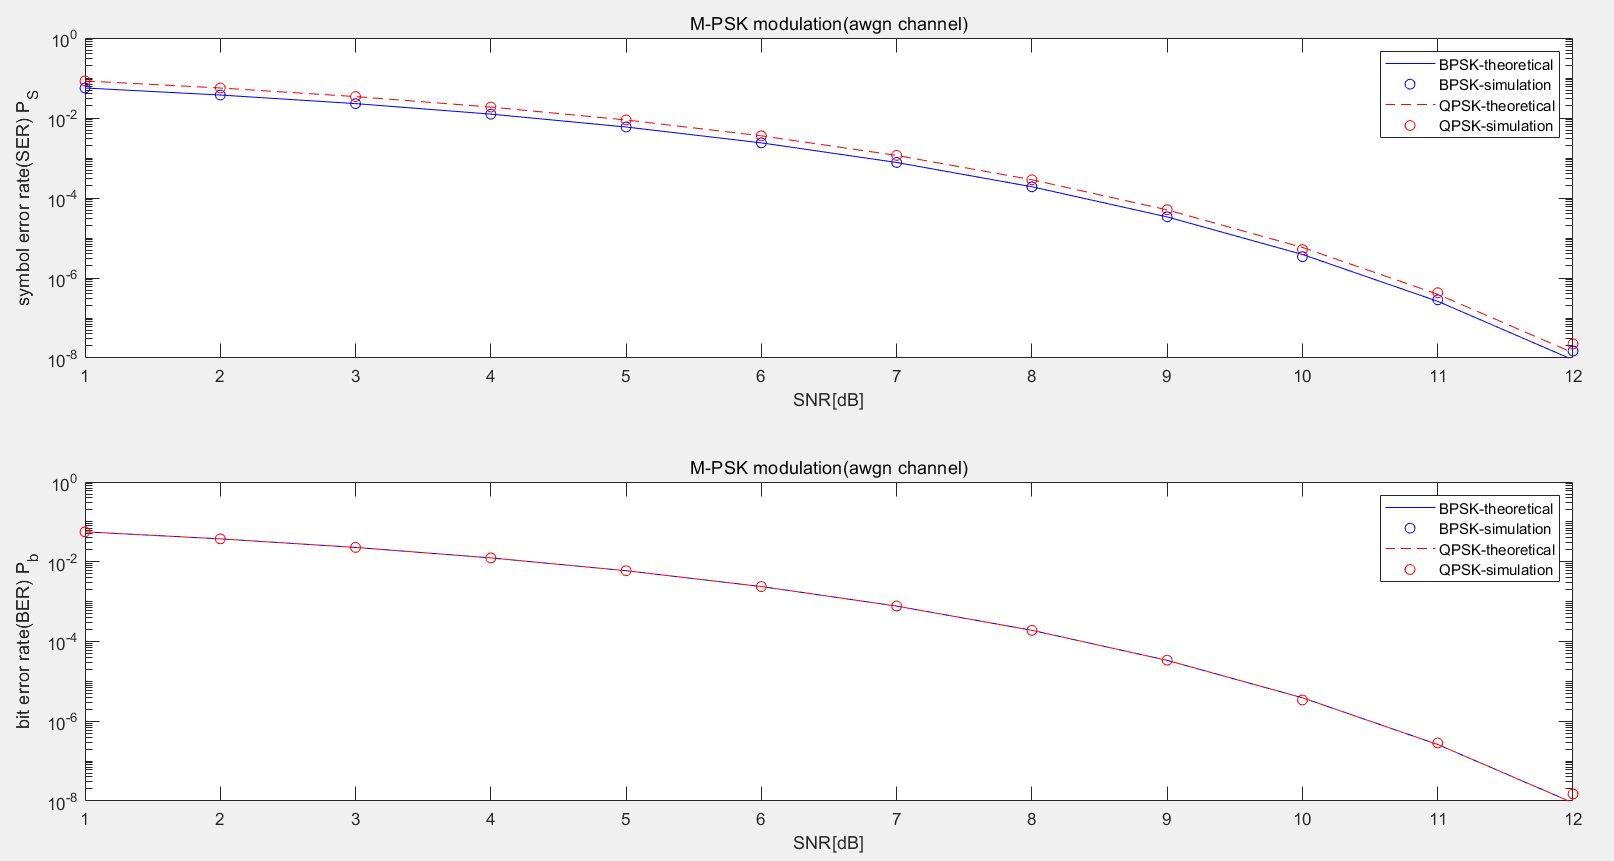 M-PSK modulation(awgn channel)
symbol error rate(SER) P_S
10^0
10^-2
10^-4
10^-6
10^-8
1 2 3 4 5 6 7 8 9 10 11 12
SNR[dB]
BPSK-theoretical
BPSK-simulation
QPSK-theoretical
QPSK-simulation
M-PSK modulation(awgn channel)
bit error rate(BER) P_b
10^0
10^-2
10^-4
10^-6
10^-8
1 2 3 4 5 6 7 8 9 10 11 12
SNR[dB]
BPSK-theoretical
BPSK-simulation
QPSK-theoretical
QPSK-simulation